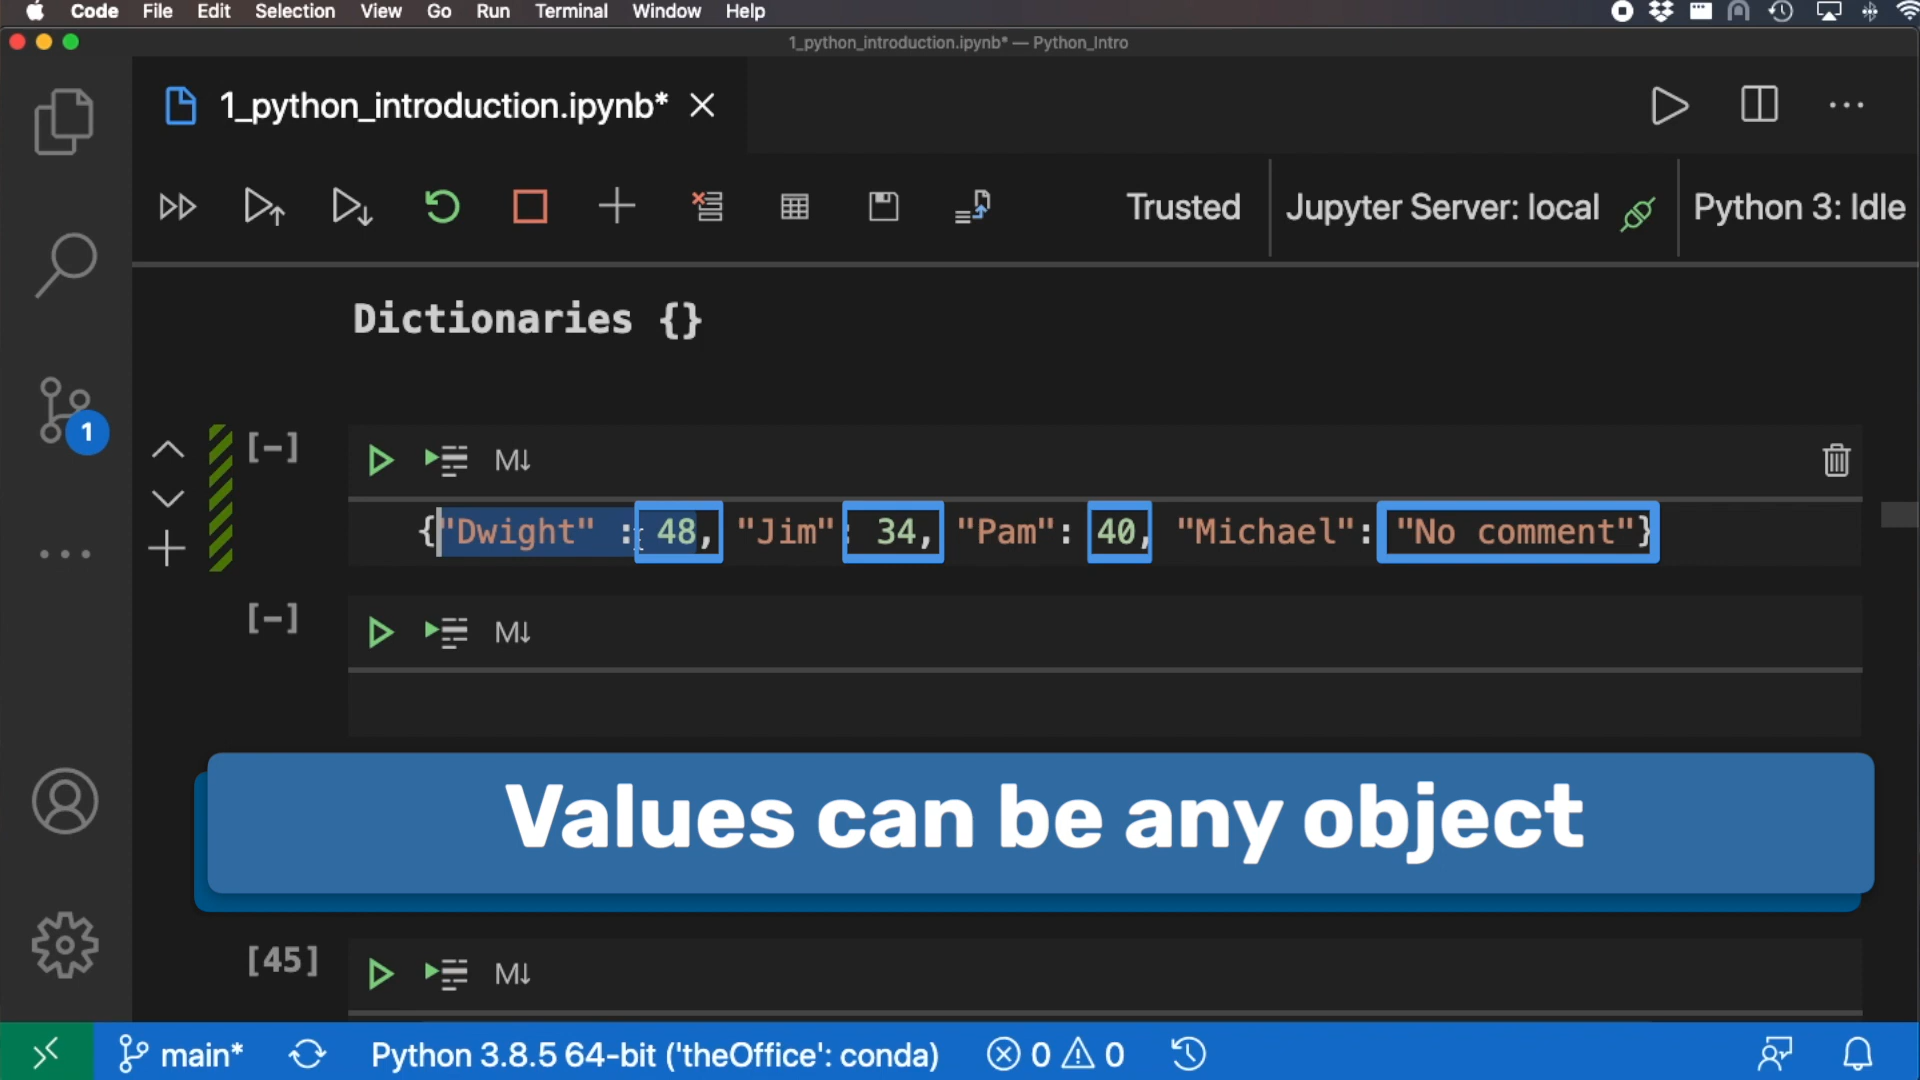 Code File Edit Selection View Go Run Terminal Window Help
1_python_introduction.ipynb* — Python_Intro
1_python_introduction.ipynb*
Trusted Jupyter Server: local Python 3: Idle
Dictionaries {}
1
[-]
M↓
{"Dwight" : 48, "Jim": 34, "Pam": 40, "Michael": "No comment"}
[-]
M↓
Values can be any object
[45]
M↓
main* Python 3.8.5 64-bit ('theOffice': conda) 0 0